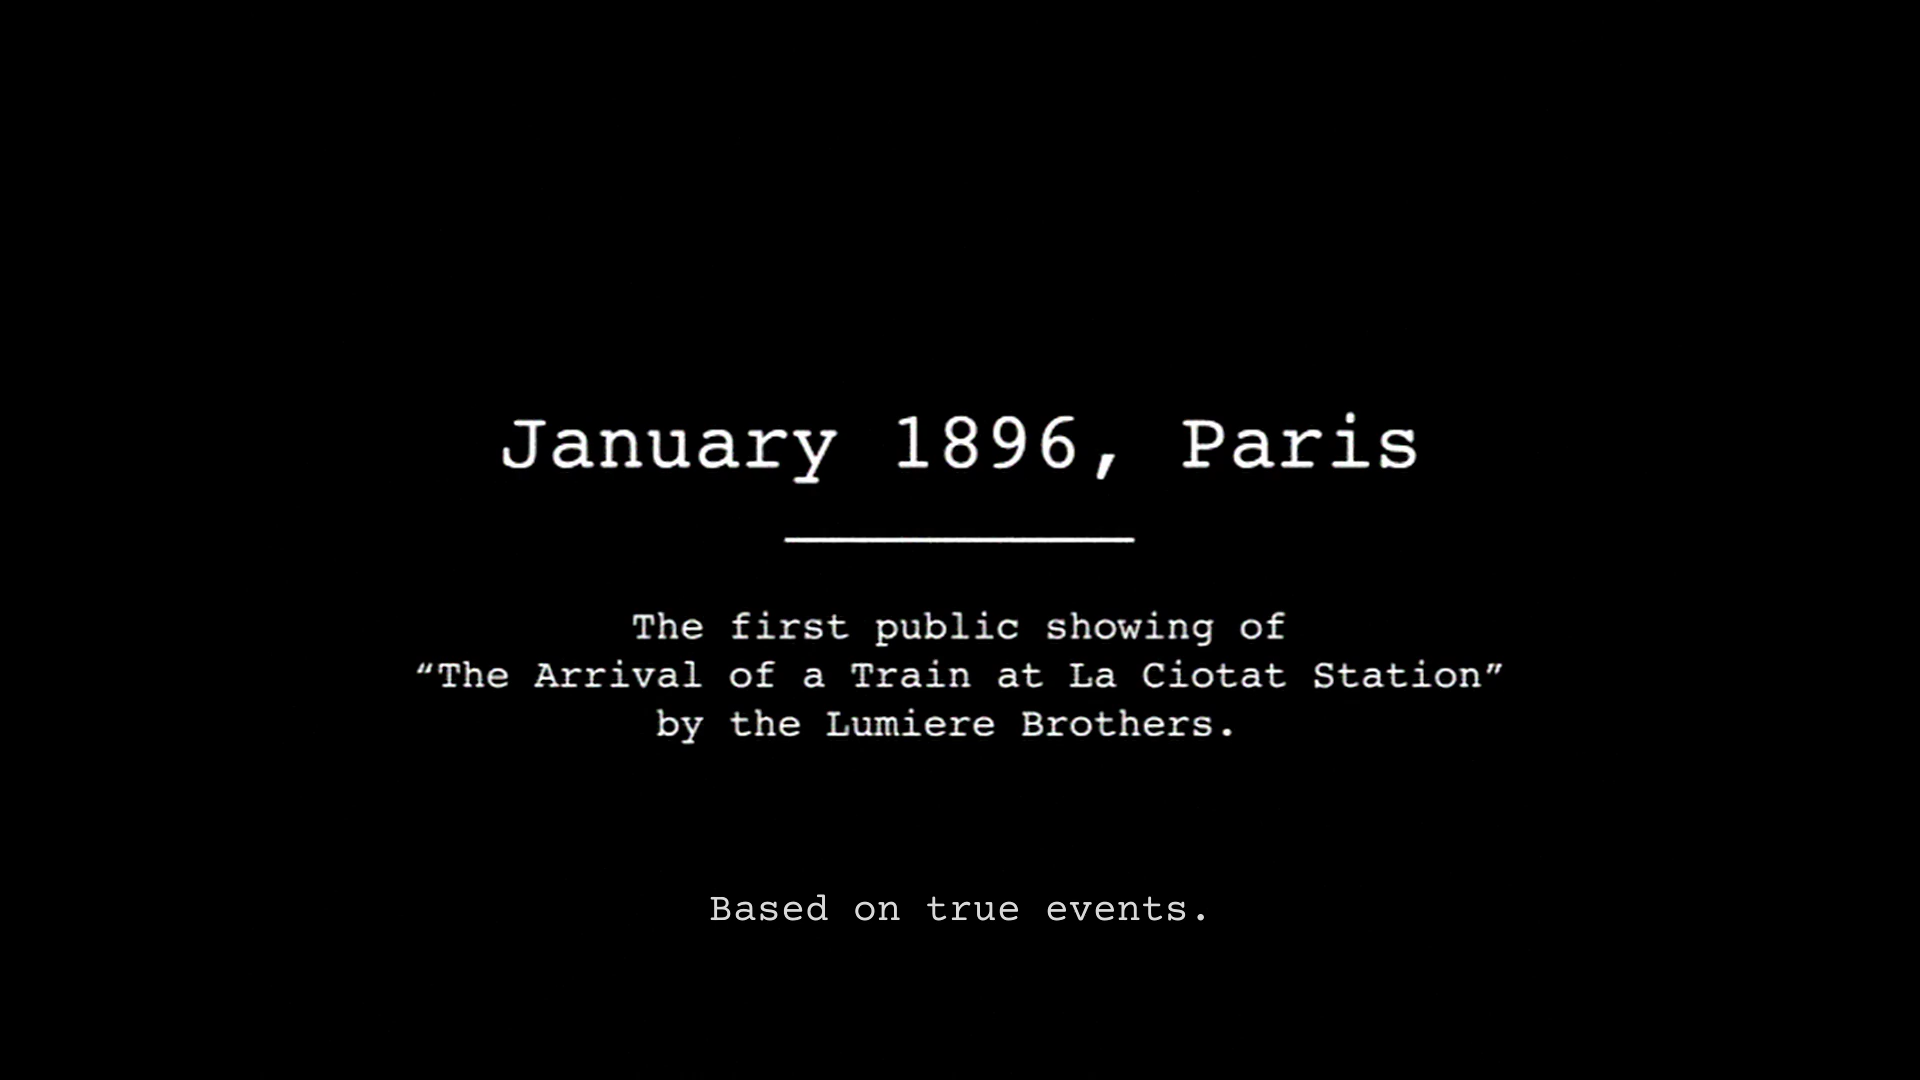 January 1896, Paris
The first public showing of
“The Arrival of a Train at La Ciotat Station”
by the Lumiere Brothers.
Based on true events.